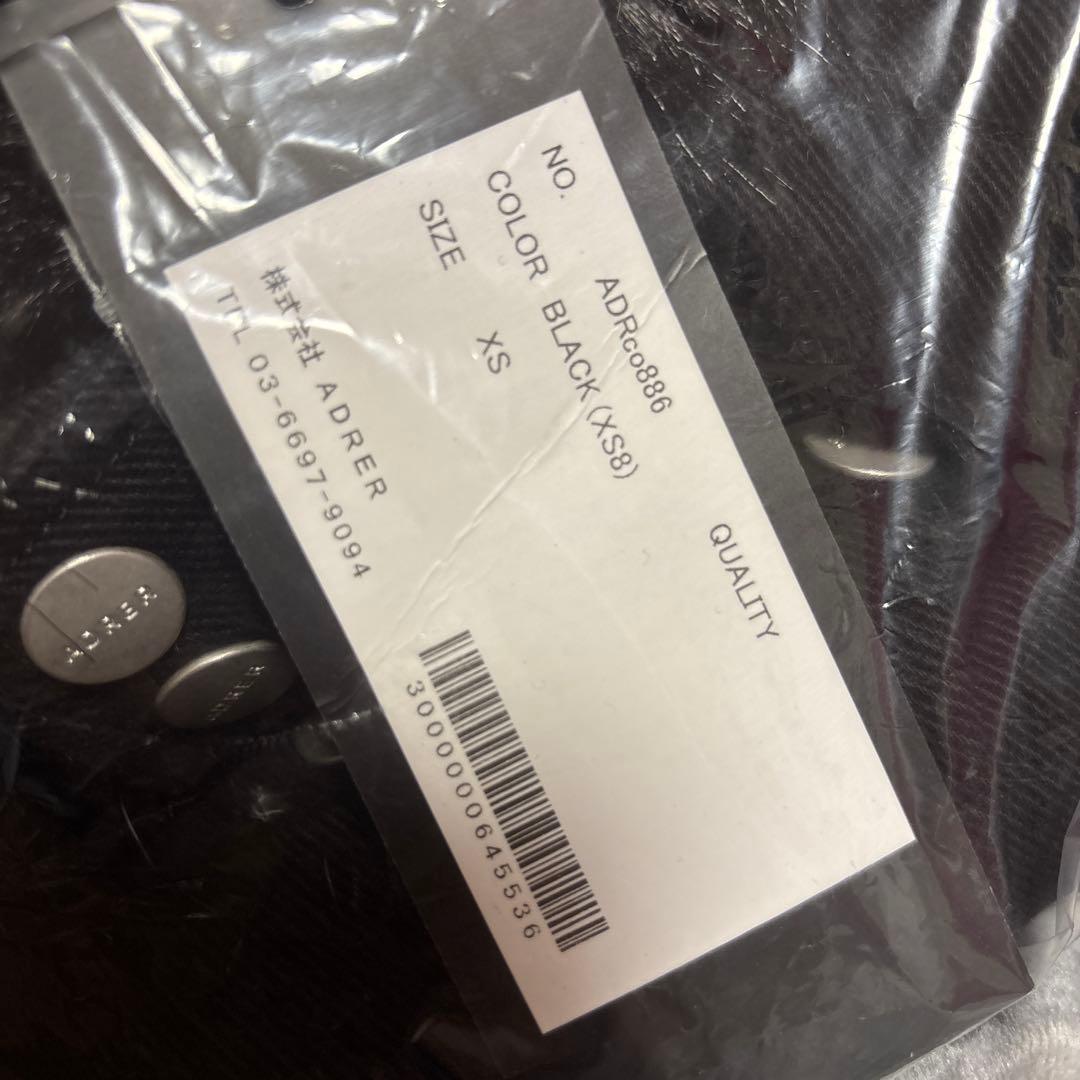 NO. ADRco886 QUALITY
COLOR BLACK(XS8)
SIZE XS
株式会社 ADRER
TEL 03-6697-9094
3000000645536
ADRER
ADRER